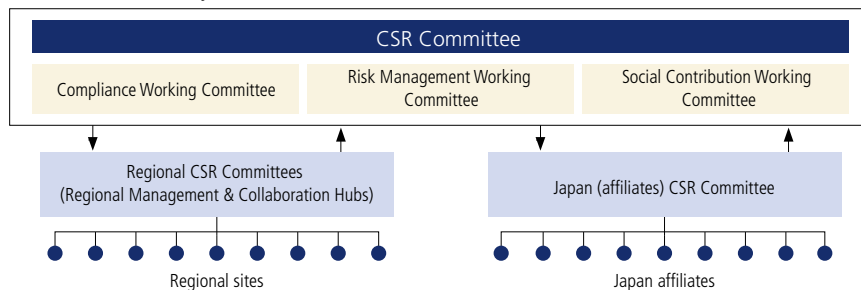 CSR Committee
Compliance Working Committee
Risk Management Working
Committee
Social Contribution Working
Committee
Regional CSR Committees
(Regional Management & Collaboration Hubs)
Japan (affiliates) CSR Committee
Regional sites
Japan affiliates